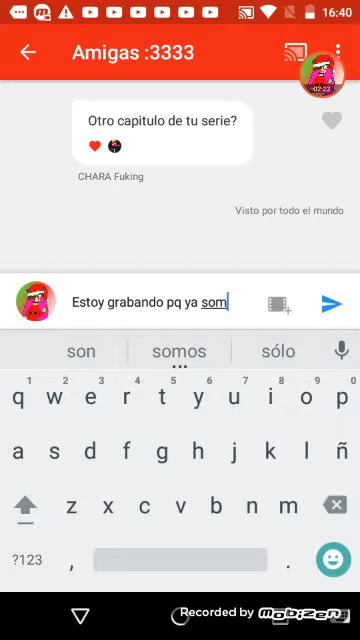 16:40
Amigas :3333
02:22
Otro capitulo de tu serie?
CHARA Fuking
Visto por todo el mundo
Estoy grabando pq ya som
son somos sólo
1 2 3 4 5 6 7 8 9 0
q w e r t y u i o p
a s d f g h j k l ñ
z x c v b n m
?123 , .
Recorded by mobizen